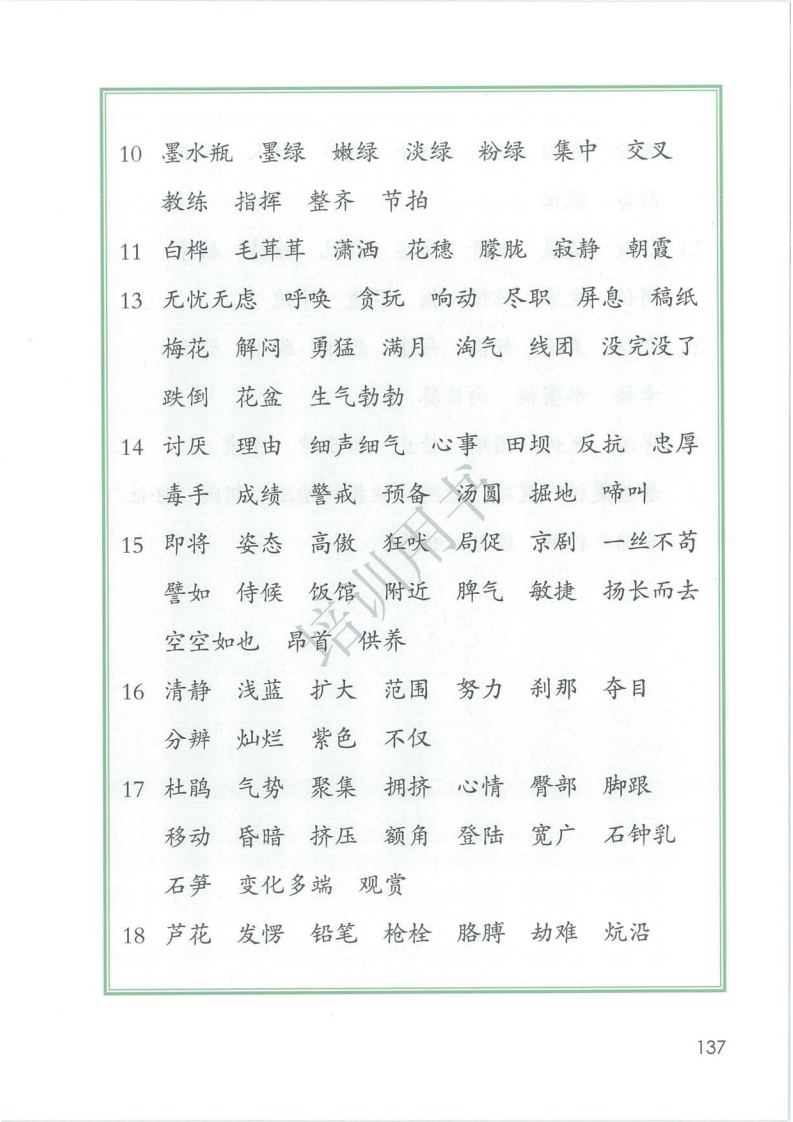 10 墨水瓶 墨绿 嫩绿 淡绿 粉绿 集中 交叉
教练 指挥 整齐 节拍
11 白桦 毛茸茸 潇洒 花穗 朦胧 寂静 朝霞
13 无忧无虑 呼唤 贪玩 响动 尽职 屏息 稿纸
梅花 解闷 勇猛 满月 淘气 线团 没完没了
跌倒 花盆 生气勃勃
14 讨厌 理由 细声细气 心事 田坝 反抗 忠厚
毒手 成绩 警戒 预备 汤圆 掘地 啼叫
15 即将 姿态 高傲 狂吠 局促 京剧 一丝不苟
譬如 侍候 饭馆 附近 脾气 敏捷 扬长而去
空空如也 昂首 供养
16 清静 浅蓝 扩大 范围 努力 刹那 夺目
分辨 灿烂 紫色 不仅
17 杜鹃 气势 聚集 拥挤 心情 臀部 脚跟
移动 昏暗 挤压 额角 登陆 宽广 石钟乳
石笋 变化多端 观赏
18 芦花 发愣 铅笔 枪栓 胳膊 劫难 炕沿
培训用书
137